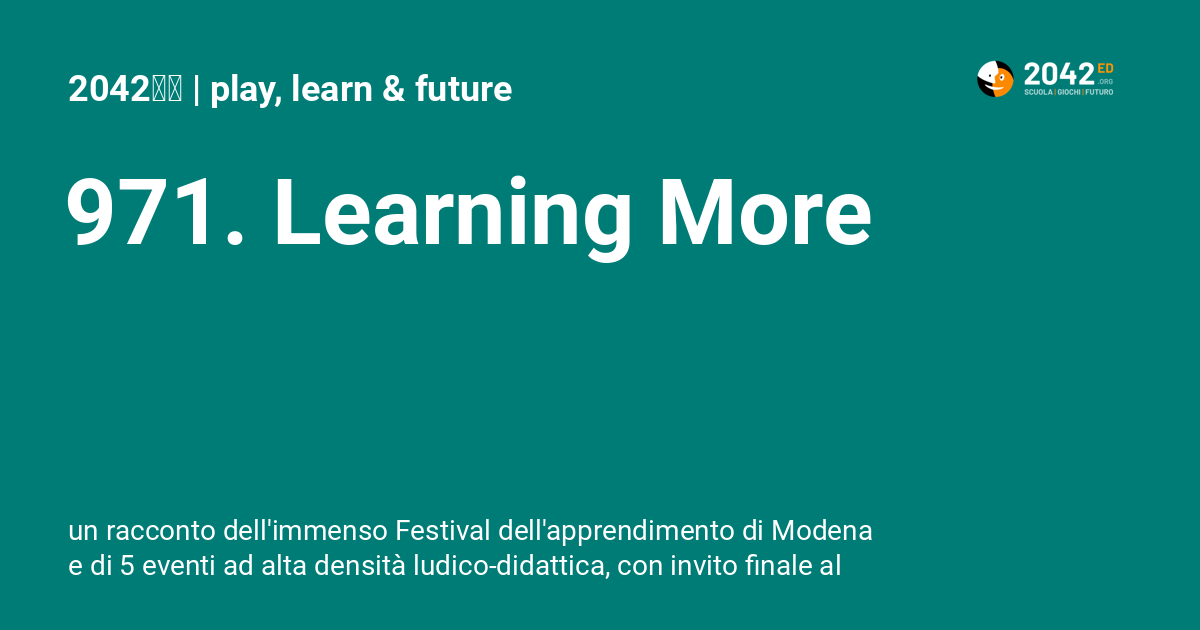 2042 | play, learn & future
2042 ED
.ORG
SCUOLA | GIOCHI | FUTURO
971. Learning More
un racconto dell'immenso Festival dell'apprendimento di Modena
e di 5 eventi ad alta densità ludico-didattica, con invito finale al